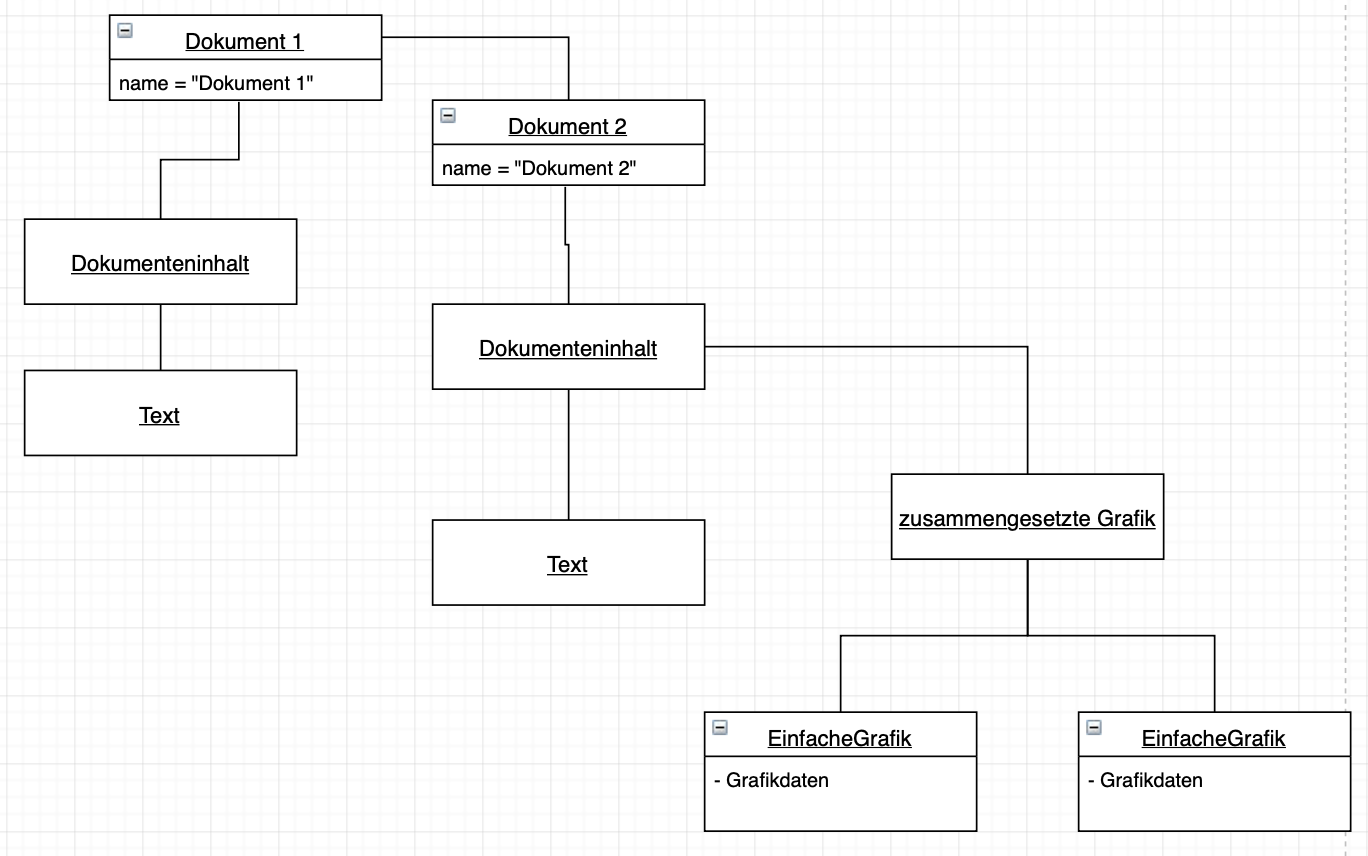 Dokument 1
name = "Dokument 1"
Dokument 2
name = "Dokument 2"
Dokumenteninhalt
Dokumenteninhalt
Text
zusammengesetzte Grafik
Text
EinfacheGrafik
- Grafikdaten
EinfacheGrafik
- Grafikdaten